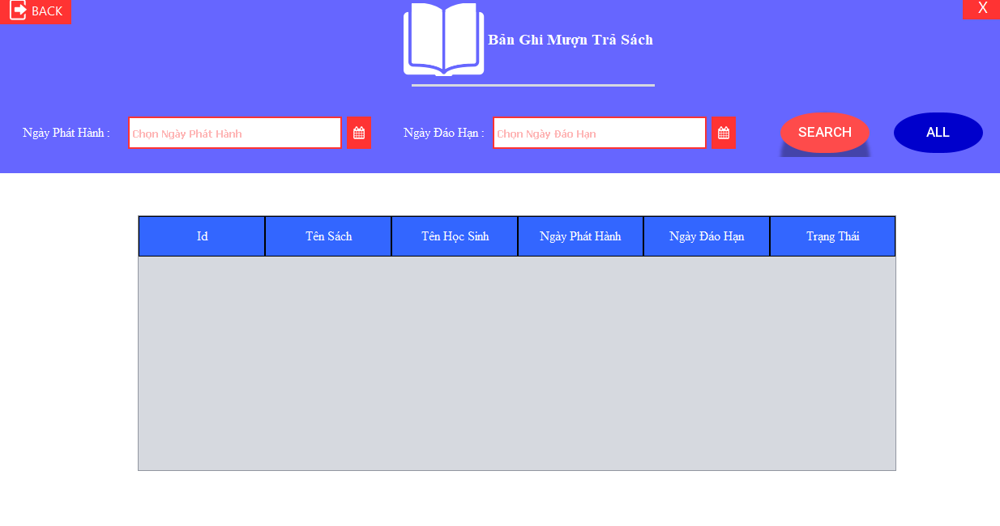 BACK
X
Bản Ghi Mượn Trả Sách
Ngày Phát Hành :
Chọn Ngày Phát Hành
Ngày Đáo Hạn :
Chọn Ngày Đáo Hạn
SEARCH
ALL
Id
Tên Sách
Tên Học Sinh
Ngày Phát Hành
Ngày Đáo Hạn
Trạng Thái